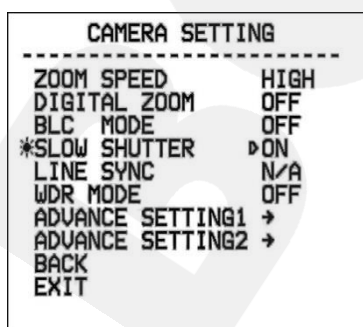 CAMERA SETTING
ZOOM SPEED HIGH
DIGITAL ZOOM OFF
BLC MODE OFF
SLOW SHUTTER ON
LINE SYNC N/A
WDR MODE OFF
ADVANCE SETTING1 →
ADVANCE SETTING2 →
BACK
EXIT